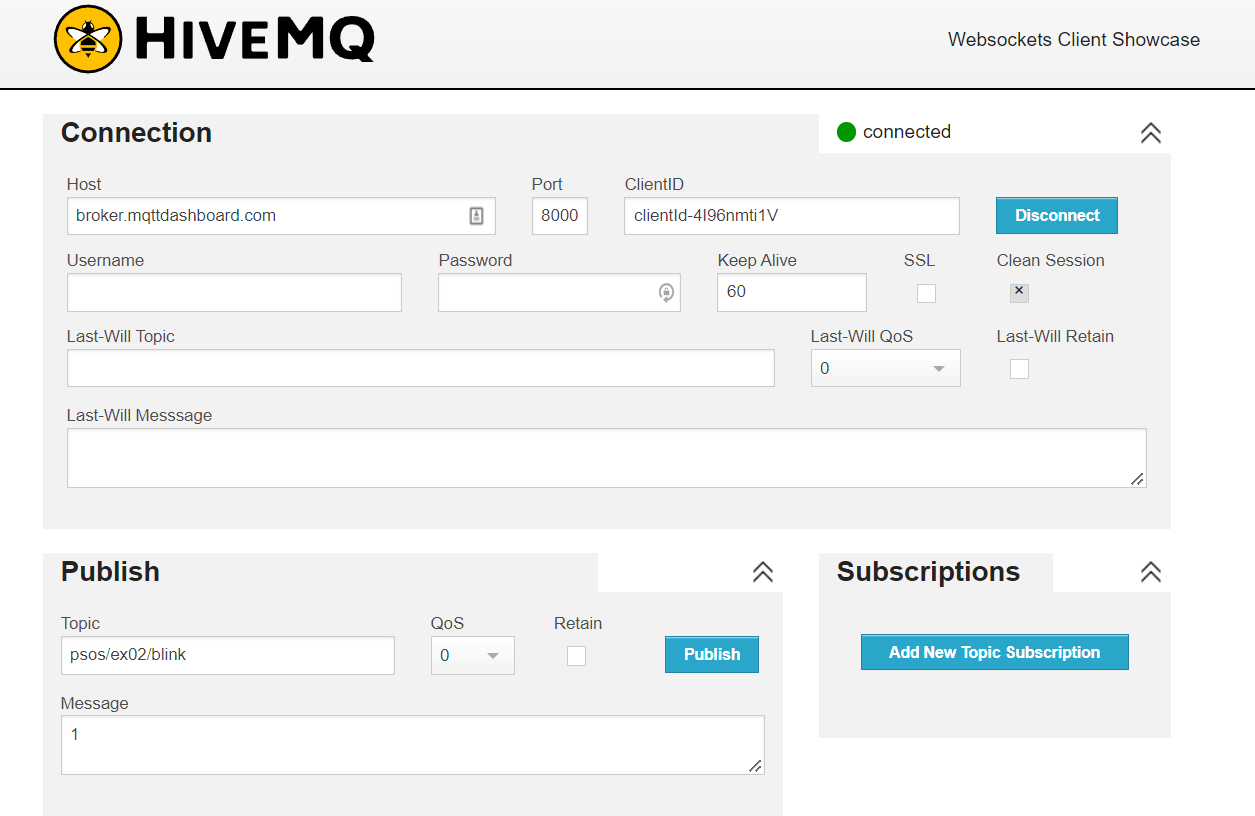 HIVEMQ
Websockets Client Showcase
Connection
connected
Host
Port
ClientID
broker.mqttdashboard.com
8000
clientId-4I96nmti1V
Disconnect
Username
Password
Keep Alive
SSL
Clean Session
60
Last-Will Topic
Last-Will QoS
Last-Will Retain
0
Last-Will Messsage
Publish
Subscriptions
Topic
QoS
Retain
psos/ex02/blink
0
Publish
Add New Topic Subscription
Message
1